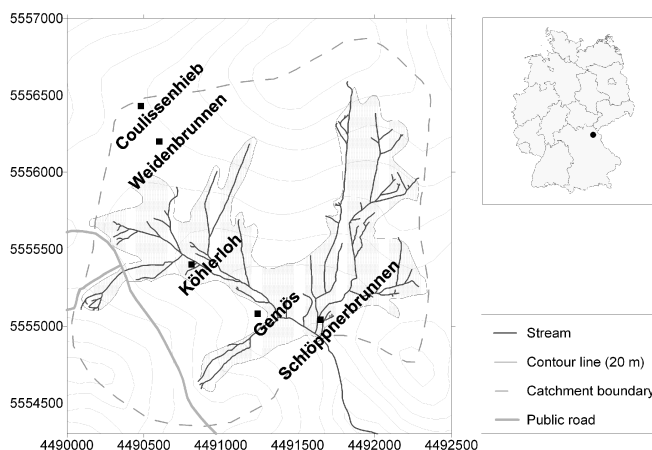 5557000
5556500
5556000
5555500
5555000
5554500
4490000 4490500 4491000 4491500 4492000 4492500
Coulissenhieb
Weidenbrunnen
Köhlerloh
Gemös
Schlöppnerbrunnen
Stream
Contour line (20 m)
Catchment boundary
Public road